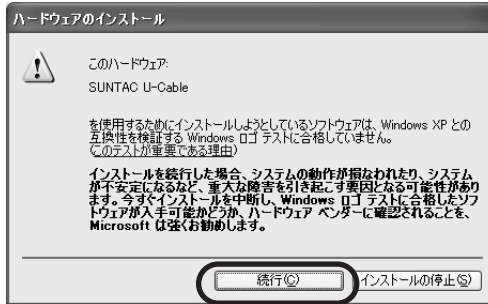 ハードウェアのインストール
このハードウェア:
SUNTAC U-Cable
を使用するためにインストールしようとしているソフトウェアは、Windows XP との
互換性を検証する Windows ロゴ テストに合格していません。
(このテストが重要である理由)
インストールを続行した場合、システムの動作が損なわれたり、システム
が不安定になるなど、重大な障害を引き起こす要因となる可能性があり
ます。今すぐインストールを中断し、Windows ロゴ テストに合格したソフ
トウェアが入手可能かどうか、ハードウェア ベンダーに確認されることを、
Microsoft は強くお勧めします。
続行(C)
インストールの停止(S)